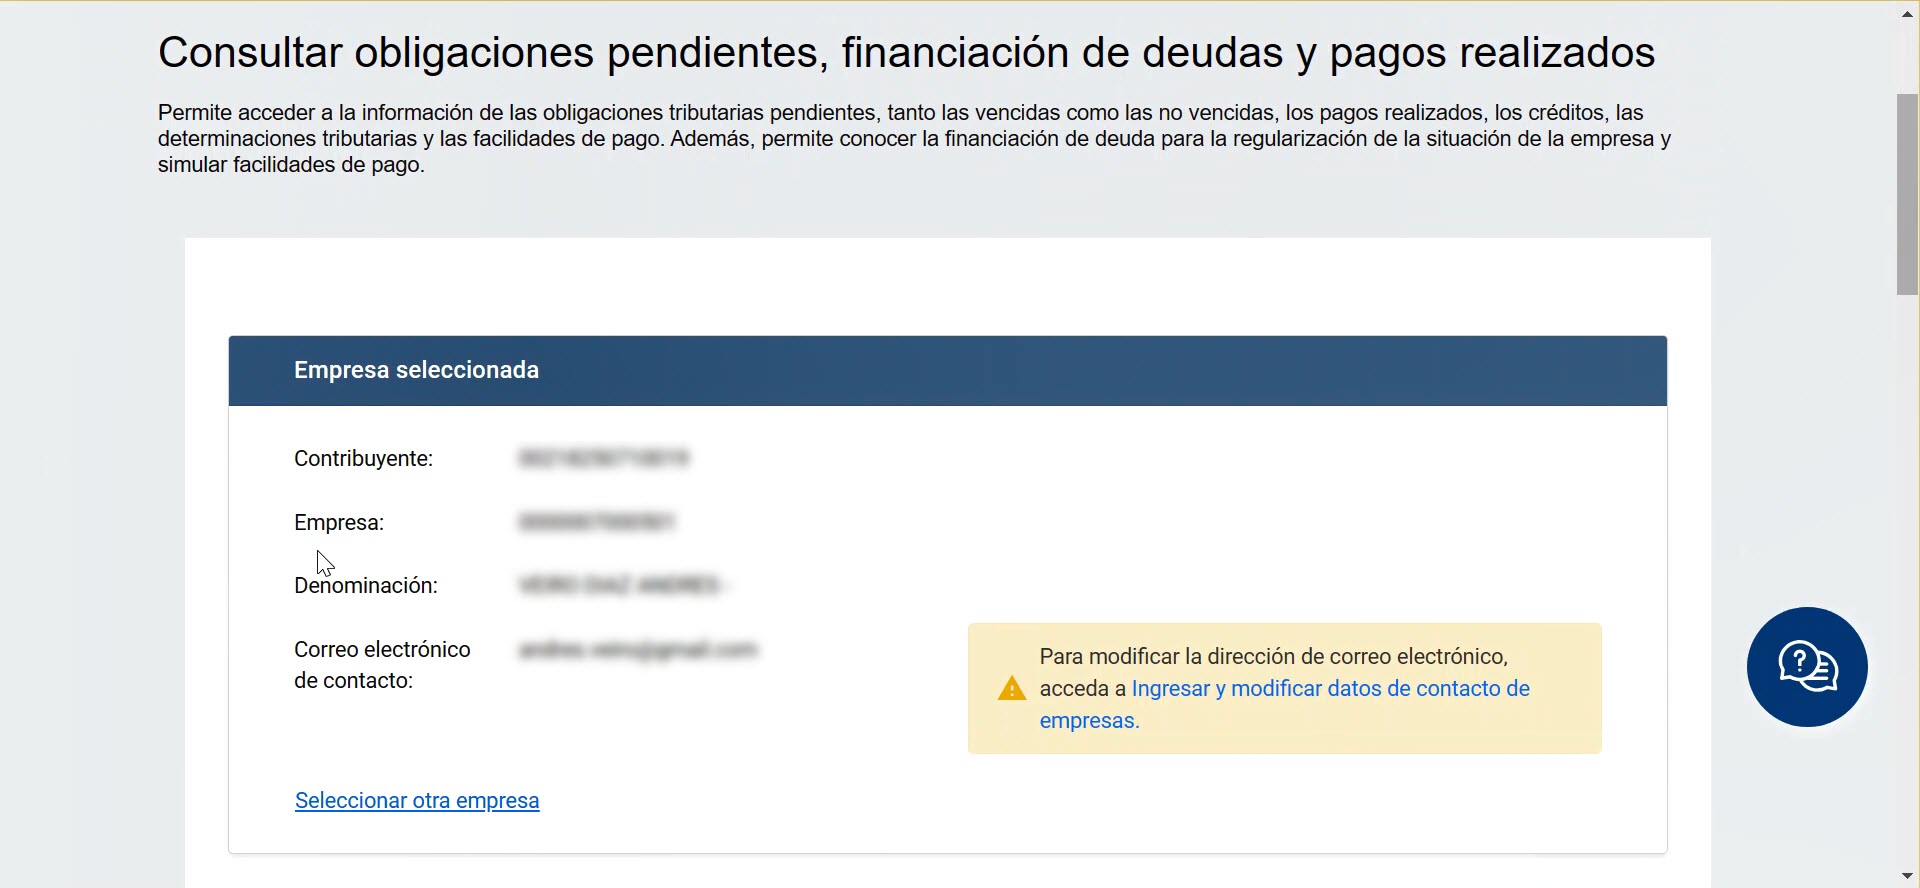 Consultar obligaciones pendientes, financiación de deudas y pagos realizados
Permite acceder a la información de las obligaciones tributarias pendientes, tanto las vencidas como las no vencidas, los pagos realizados, los créditos, las
determinaciones tributarias y las facilidades de pago. Además, permite conocer la financiación de deuda para la regularización de la situación de la empresa y
simular facilidades de pago.
Empresa seleccionada
Contribuyente:
Empresa:
Denominación:
Correo electrónico
de contacto:
Para modificar la dirección de correo electrónico,
acceda a Ingresar y modificar datos de contacto de
empresas.
Seleccionar otra empresa